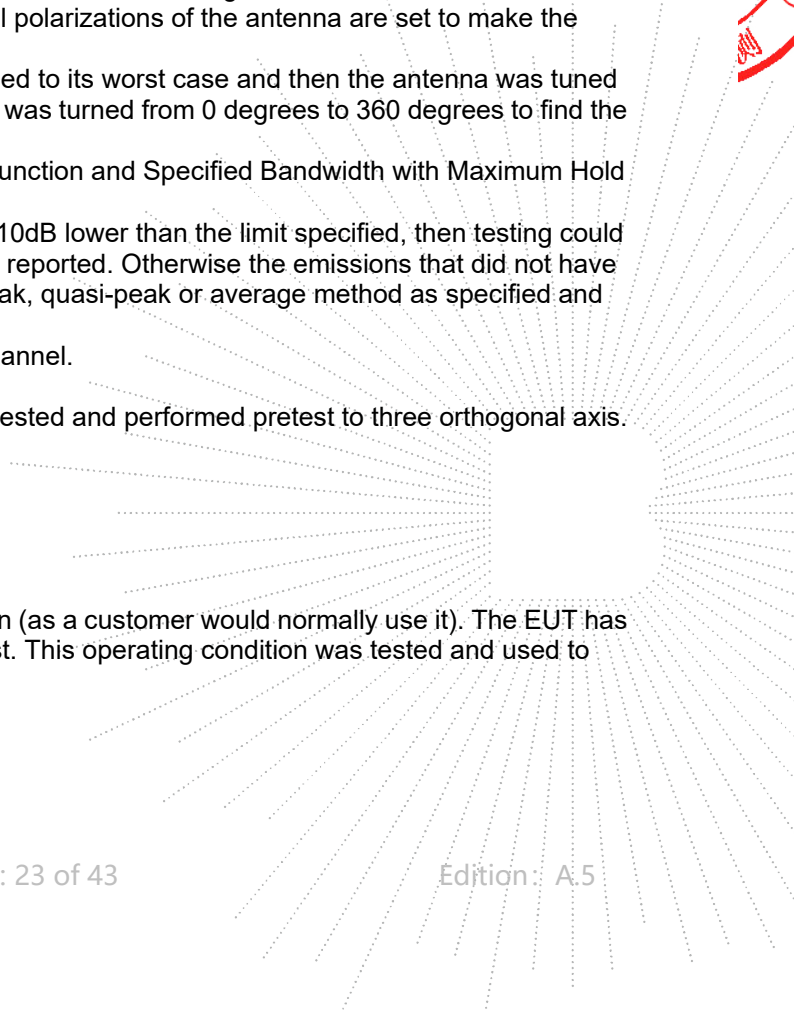 l polarizations of the antenna are set to make the
ed to its worst case and then the antenna was tuned
was turned from 0 degrees to 360 degrees to find the
unction and Specified Bandwidth with Maximum Hold
10dB lower than the limit specified, then testing could
reported. Otherwise the emissions that did not have
ak, quasi-peak or average method as specified and
annel.
ested and performed pretest to three orthogonal axis.
n (as a customer would normally use it). The EUT has
st. This operating condition was tested and used to
: 23 of 43 Edition: A.5